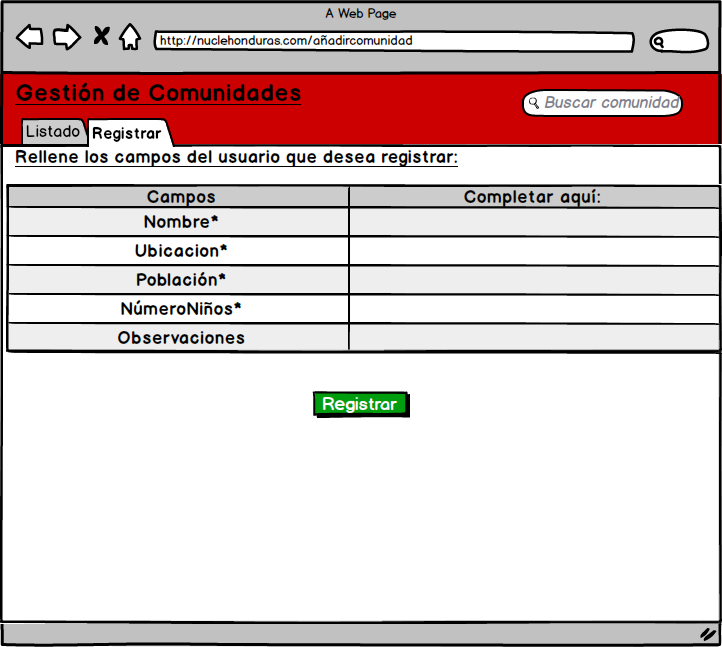 A Web Page
http://nuclehonduras.com/añadircomunidad
Gestión de Comunidades
Buscar comunidad
Listado
Registrar
Rellene los campos del usuario que desea registrar:
Campos
Completar aquí:
Nombre*
Ubicacion*
Población*
NúmeroNiños*
Observaciones
Registrar